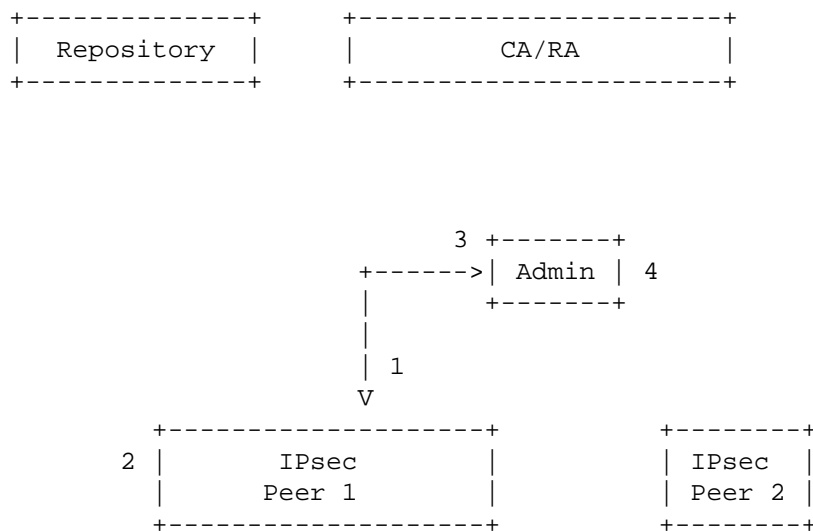 Repository CA/RA
3
Admin 4
1
2 IPsec IPsec
Peer 1 Peer 2